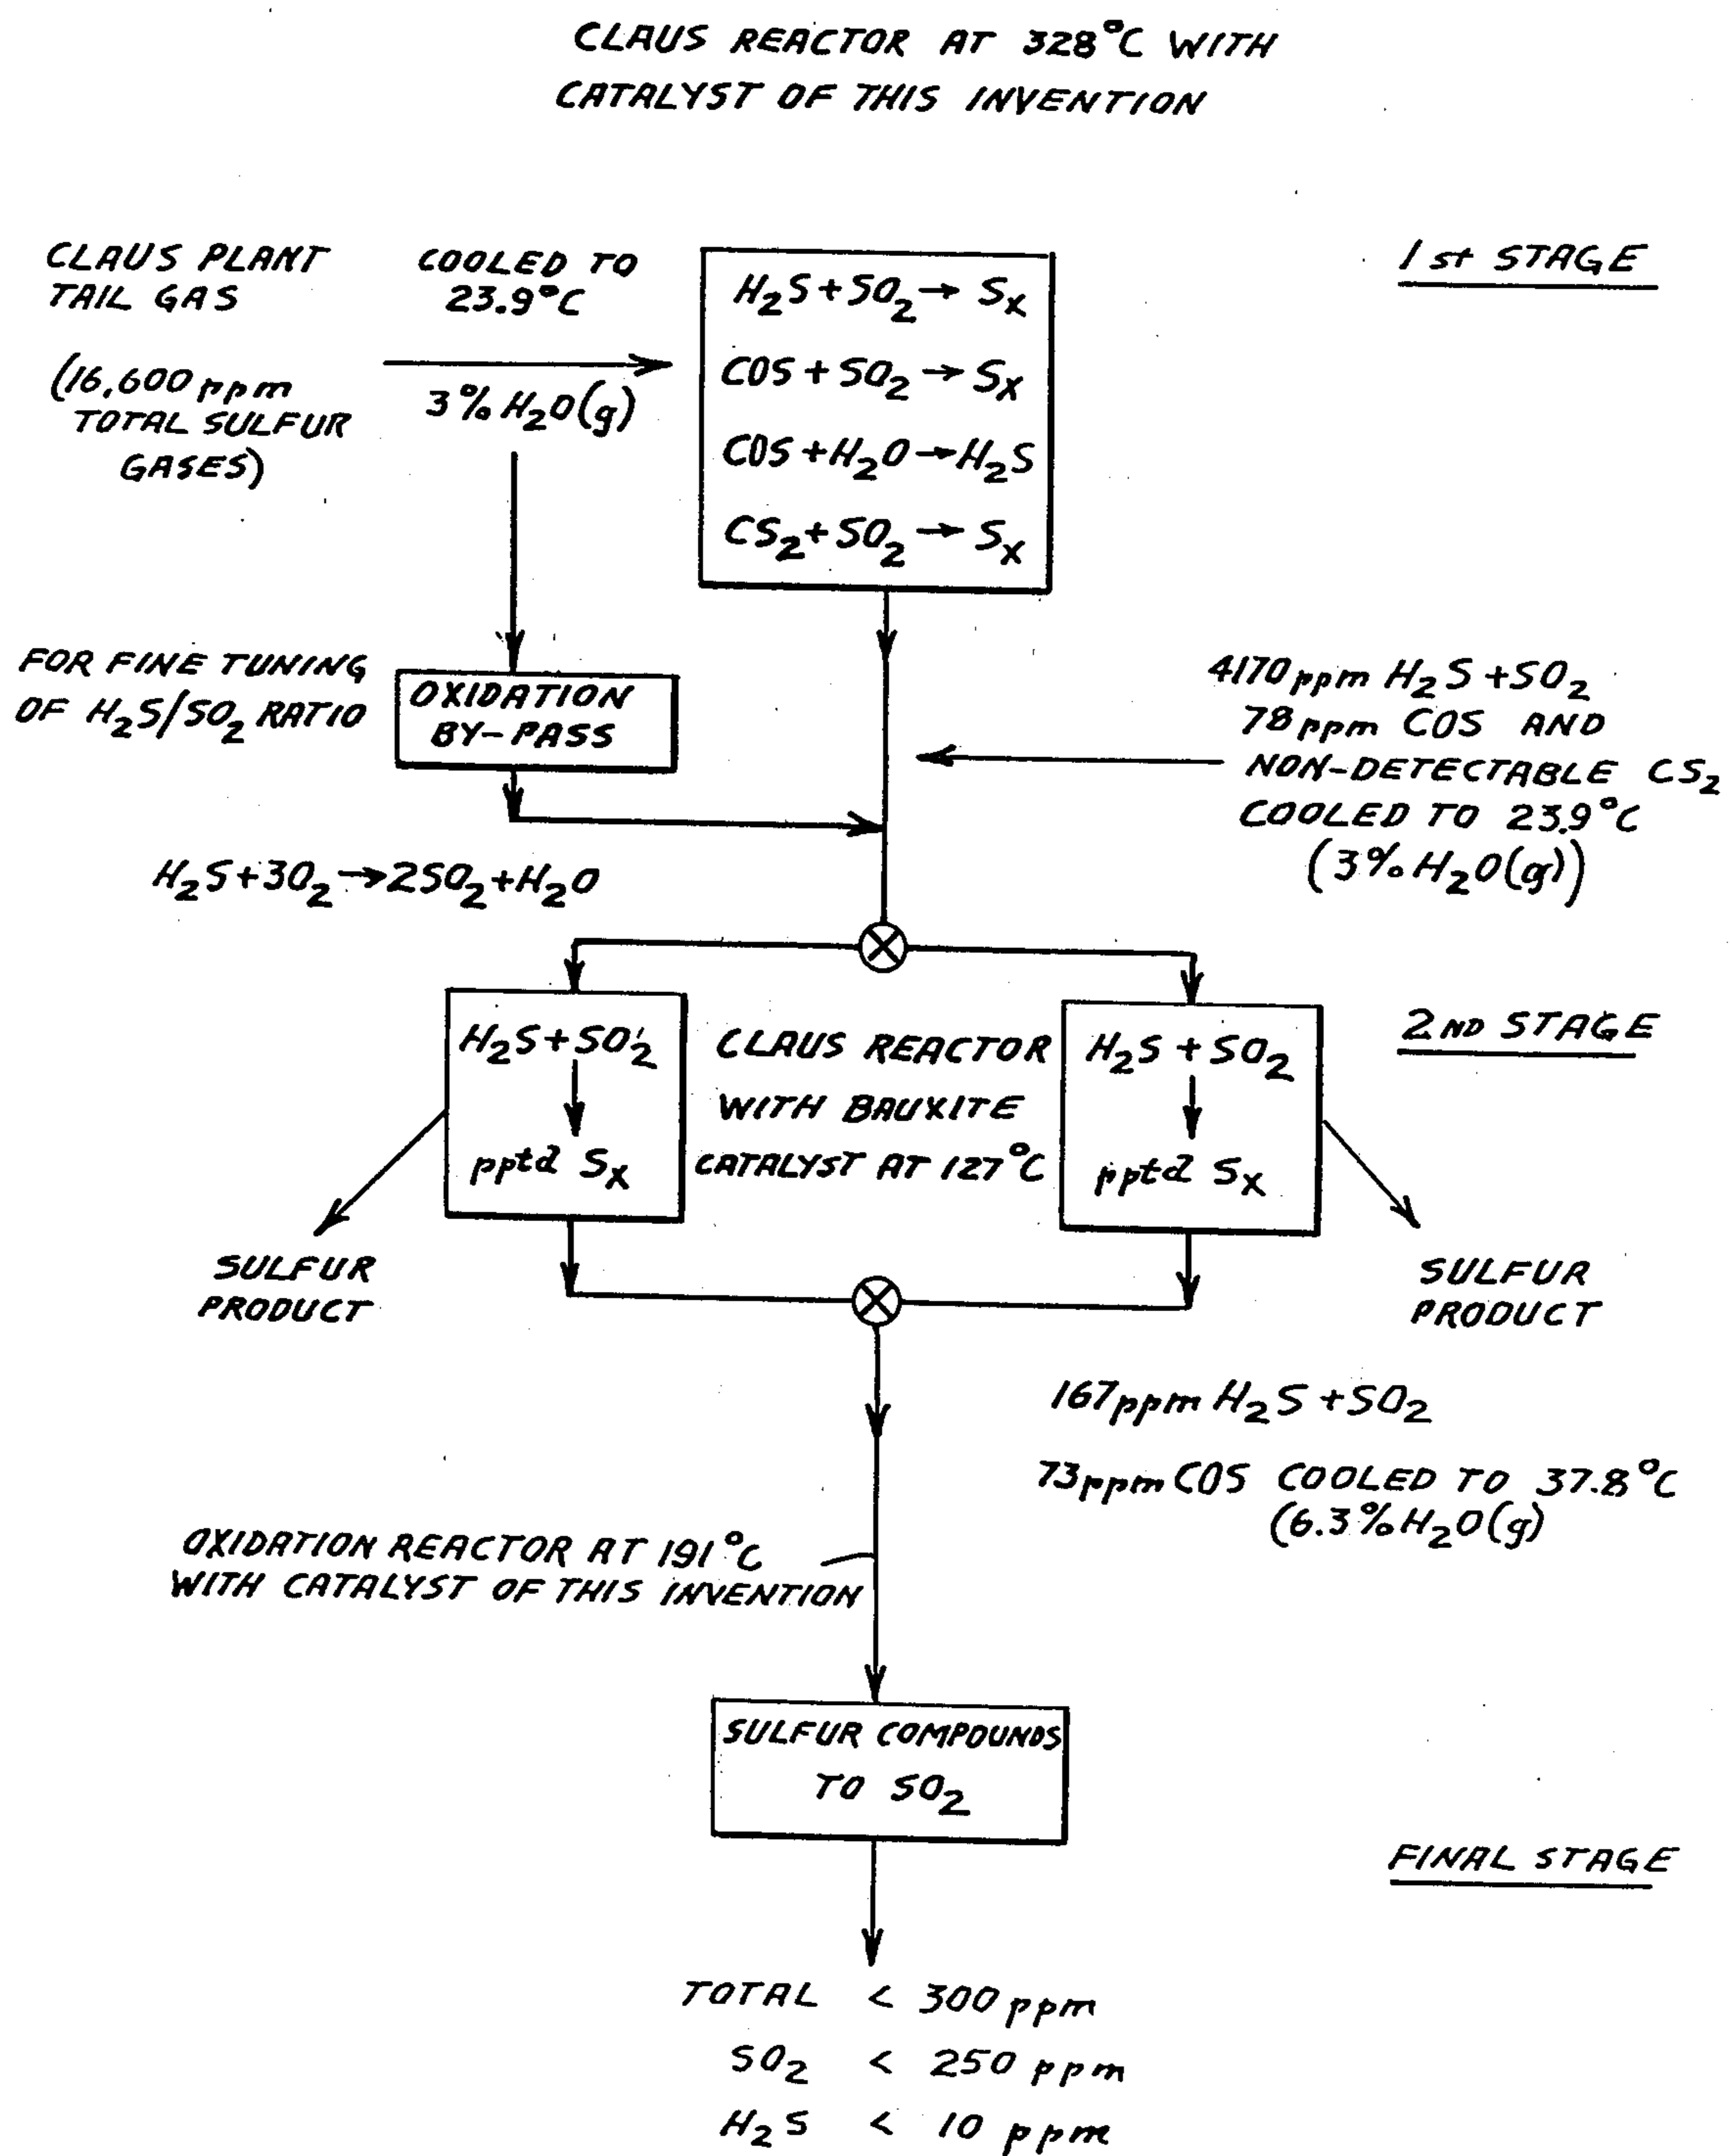 CLAUS REACTOR AT 328°C WITH
CATALYST OF THIS INVENTION
CLAUS PLANT
TAIL GAS
(16,600 ppm
TOTAL SULFUR
GASES)
COOLED TO
23.9°C
3% H₂O(g)
H₂S+SO₂→ Sₓ
COS+SO₂→Sₓ
COS+H₂O→H₂S
CS₂+SO₂→Sₓ
1st STAGE
FOR FINE TUNING
OF H₂S/SO₂ RATIO
OXIDATION
BY-PASS
4170 ppm H₂S+SO₂
78 ppm COS AND
NON-DETECTABLE CS₂
COOLED TO 23.9°C
(3% H₂O(g))
H₂S+3O₂→2SO₂+H₂O
H₂S+SO₂
↓
pptd Sₓ
CLAUS REACTOR
WITH BAUXITE
CATALYST AT 127°C
H₂S+SO₂
↓
pptd Sₓ
2ND STAGE
SULFUR
PRODUCT
SULFUR
PRODUCT
167 ppm H₂S+SO₂
73 ppm COS COOLED TO 37.8°C
(6.3% H₂O(g)
OXIDATION REACTOR AT 191°C
WITH CATALYST OF THIS INVENTION
SULFUR COMPOUNDS
TO SO₂
FINAL STAGE
TOTAL < 300 ppm
SO₂ < 250 ppm
H₂S < 10 ppm